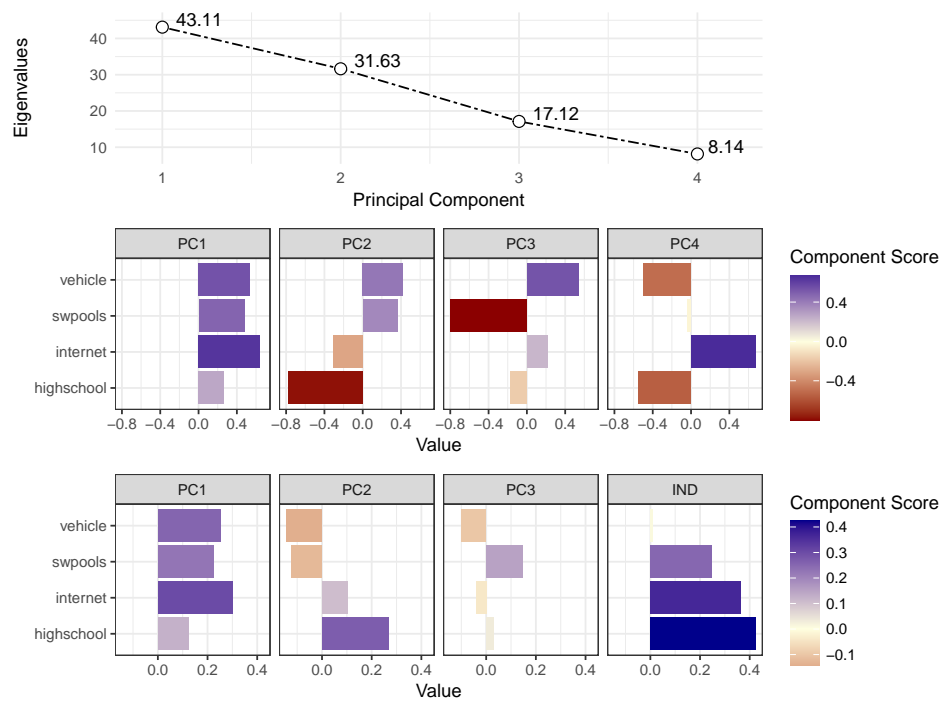 Eigenvalues
40
30
20
10
43.11
31.63
17.12
8.14
1 2 3 4
Principal Component
PC1 PC2 PC3 PC4
vehicle
swpools
internet
highschool
−0.8 −0.4 0.0 0.4 −0.8 −0.4 0.0 0.4 −0.8 −0.4 0.0 0.4 −0.8 −0.4 0.0 0.4
Value
Component Score
0.4
0.0
−0.4
PC1 PC2 PC3 IND
vehicle
swpools
internet
highschool
0.0 0.2 0.4 0.0 0.2 0.4 0.0 0.2 0.4 0.0 0.2 0.4
Value
Component Score
0.4
0.3
0.2
0.1
0.0
−0.1